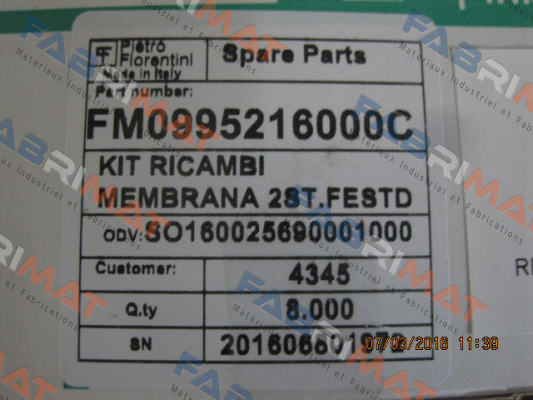 Pietro
Fiorentini
Made in Italy
Spare Parts
Part number:
FM0995216000C
KIT RICAMBI
MEMBRANA 2ST.FESTD
ODV: SO160025690001000
Customer: 4345
Q.ty 8.000
SN
07/03/2016 11:39
FABRIMAT
Materiaux Industriel et Fabrications